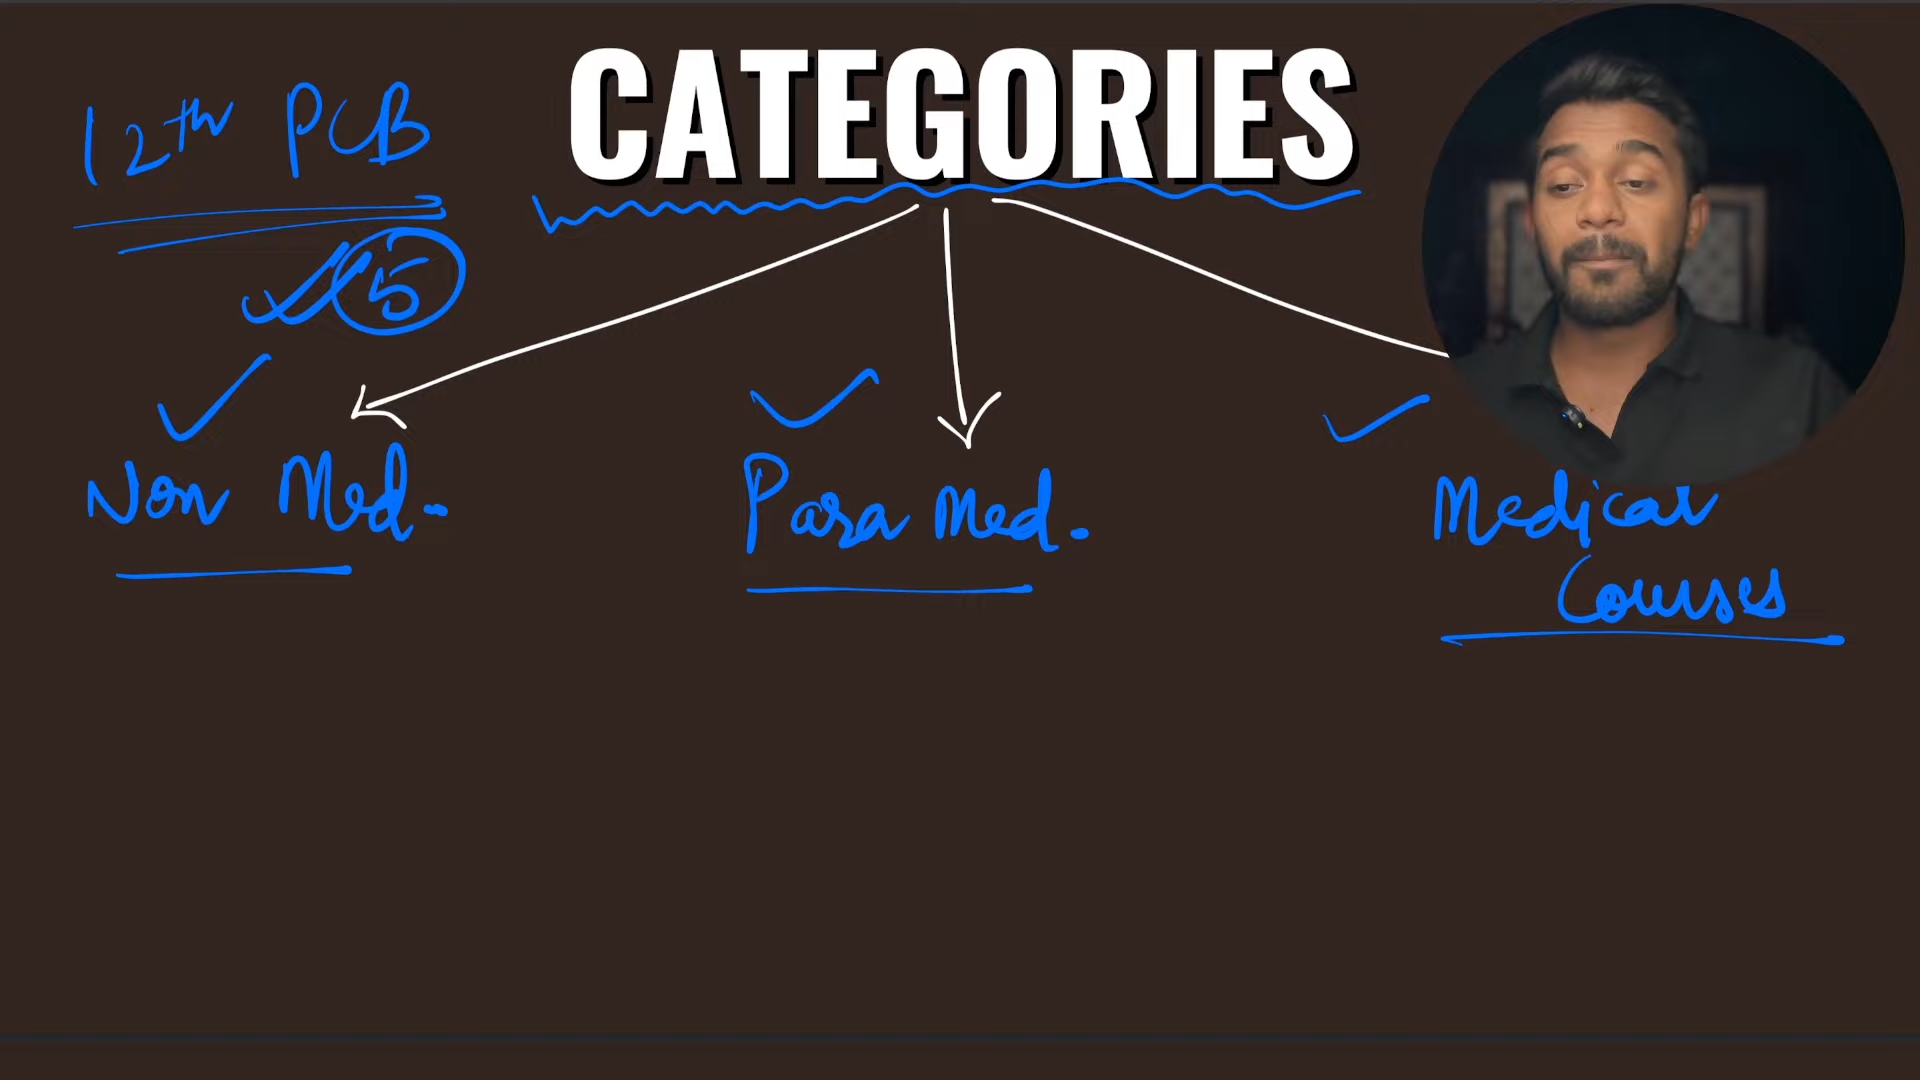 CATEGORIES
12th PCB
5
Non Med.
Para Med.
Medical
Courses